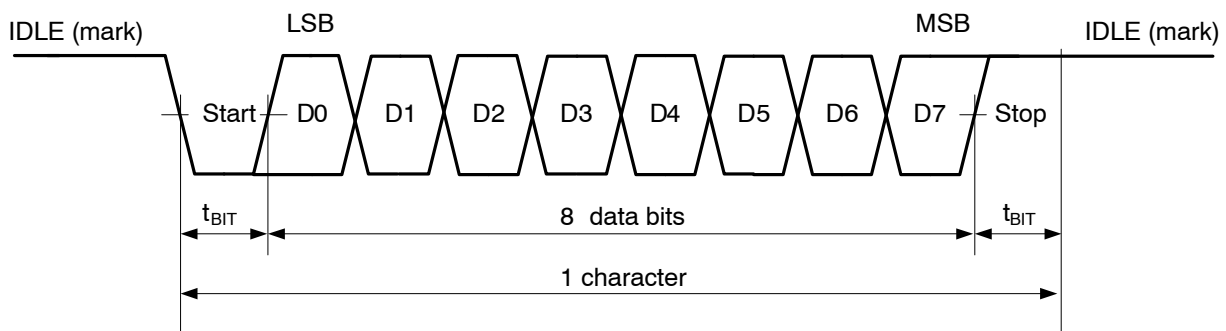 IDLE (mark) LSB MSB IDLE (mark)
Start D0 D1 D2 D3 D4 D5 D6 D7 Stop
tBIT 8 data bits tBIT
1 character